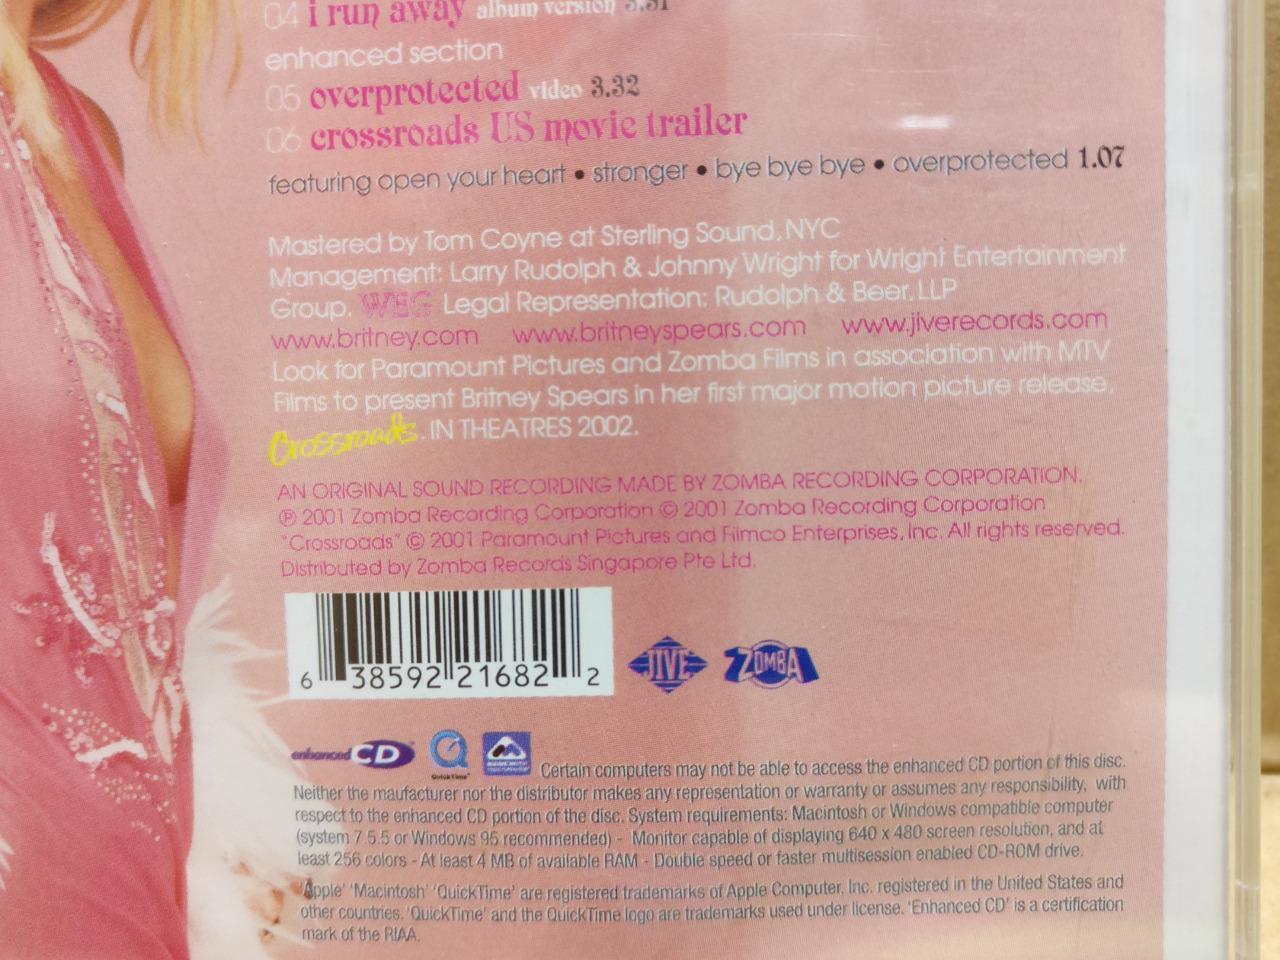 04 i run away album version 3.51
enhanced section
05 overprotected video 3.32
06 crossroads US movie trailer
featuring open your heart • stronger • bye bye bye • overprotected 1.07
Mastered by Tom Coyne at Sterling Sound, NYC
Management: Larry Rudolph & Johnny Wright for Wright Entertainment
Group. WEG Legal Representation: Rudolph & Beer, LLP
www.britney.com www.britneyspears.com www.jiverecords.com
Look for Paramount Pictures and Zomba Films in association with MTV
Films to present Britney Spears in her first major motion picture release,
Crossroads. IN THEATRES 2002.
AN ORIGINAL SOUND RECORDING MADE BY ZOMBA RECORDING CORPORATION.
℗ 2001 Zomba Recording Corporation © 2001 Zomba Recording Corporation
"Crossroads" © 2001 Paramount Pictures and Filmco Enterprises, Inc. All rights reserved.
Distributed by Zomba Records Singapore Pte Ltd.
6 38592 21682 2
JIVE ZOMBA
enhanced CD QuickTime
Certain computers may not be able to access the enhanced CD portion of this disc.
Neither the maufacturer nor the distributor makes any representation or warranty or assumes any responsibility, with
respect to the enhanced CD portion of the disc. System requirements: Macintosh or Windows compatible computer
(system 7.5.5 or Windows 95 recommended) - Monitor capable of displaying 640 x 480 screen resolution, and at
least 256 colors - At least 4 MB of available RAM - Double speed or faster multisession enabled CD-ROM drive.
'Apple' 'Macintosh' 'QuickTime' are registered trademarks of Apple Computer, Inc. registered in the United States and
other countries. 'QuickTime' and the QuickTime logo are trademarks used under license. 'Enhanced CD' is a certification
mark of the RIAA.